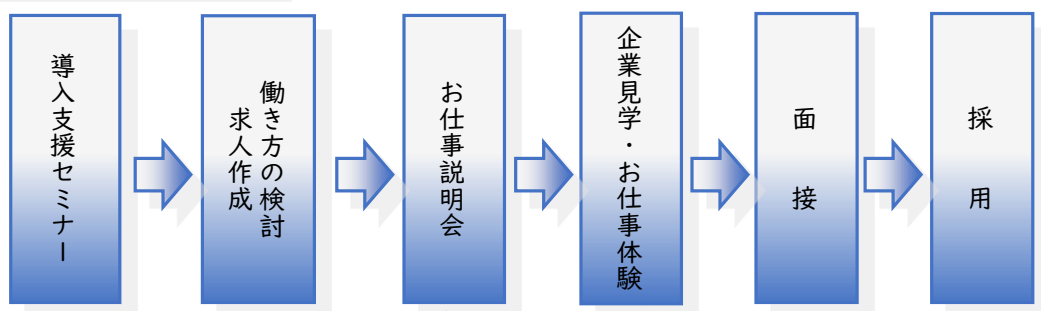 導入支援セミナー
働き方の検討
求人作成
お仕事説明会
企業見学・お仕事体験
面接
採用